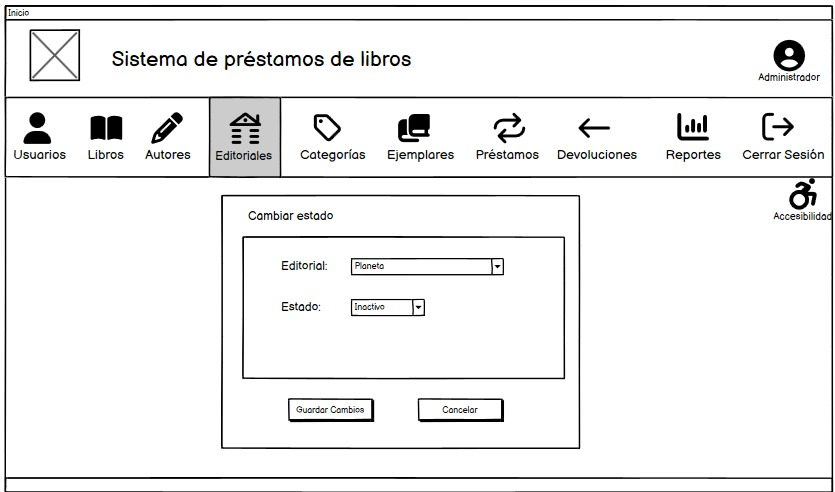 Inicio
Sistema de préstamos de libros
Administrador
Usuarios
Libros
Autores
Editoriales
Categorías
Ejemplares
Préstamos
Devoluciones
Reportes
Cerrar Sesión
Accesibilidad
Cambiar estado
Editorial: Planeta
Estado: Inactivo
Guardar Cambios
Cancelar